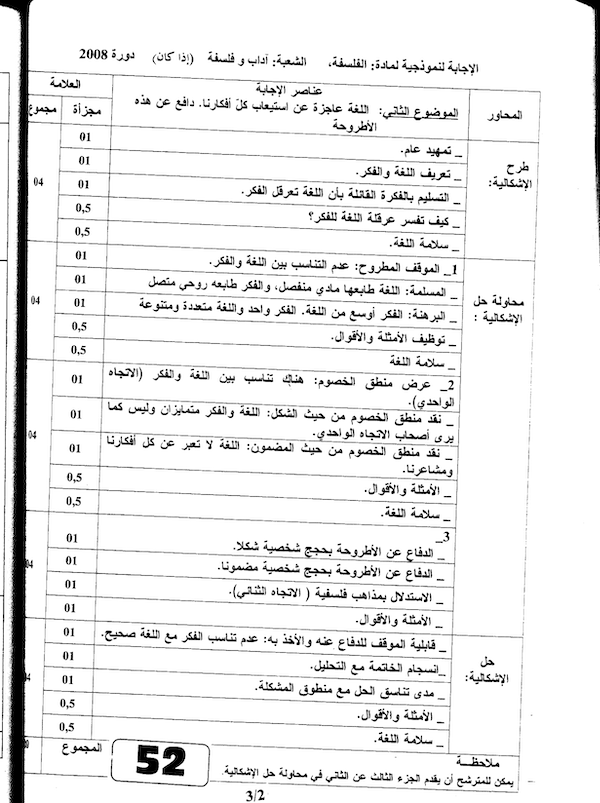 الإجابة لنموذجية لمادة: الفلسفة، الشعبة: آداب و فلسفة (إذا كان) دورة 2008
المحاور
عناصر الإجابة
العلامة
الموضوع الثاني: اللغة عاجزة عن استيعاب كلّ أفكارنا. دافع عن هذه
الأطروحة
مجزأة
مجموع
طرح
الإشكالية:
_ تمهيد عام.
01
_ تعريف اللغة والفكر.
01
_ التسليم بالفكرة القائلة بأن اللغة تعرقل الفكر.
01
04
_ كيف تفسر عرقلة اللغة للفكر؟
0,5
_ سلامة اللغة.
0,5
محاولة حل
الإشكالية :
1_ الموقف المطروح: عدم التناسب بين اللغة والفكر.
01
_ المسلمة: اللغة طابعها مادي منفصل، والفكر طابعه روحي متصل
01
_ البرهنة: الفكر أوسع من اللغة. الفكر واحد واللغة متعددة ومتنوعة
01
04
_ توظيف الأمثلة والأقوال.
0,5
_ سلامة اللغة
0,5
2_ عرض منطق الخصوم: هناك تناسب بين اللغة والفكر (الاتجاه
الواحدي).
01
_ نقد منطق الخصوم من حيث الشكل: اللغة والفكر متمايزان وليس كما
يرى أصحاب الاتجاه الواحدي.
01
_ نقد منطق الخصوم من حيث المضمون: اللغة لا تعبر عن كل أفكارنا
ومشاعرنا.
01
04
_ الأمثلة والأقوال.
0,5
_ سلامة اللغة.
0,5
3_
_ الدفاع عن الأطروحة بحجج شخصية شكلا.
01
_ الدفاع عن الأطروحة بحجج شخصية مضمونا.
01
_ الاستدلال بمذاهب فلسفية ( الاتجاه الثنائي).
01
04
_ الأمثلة والأقوال.
01
حل
الإشكالية:
_ قابلية الموقف للدفاع عنه والأخذ به: عدم تناسب الفكر مع اللغة صحيح.
01
_إنسجام الخاتمة مع التحليل.
01
_ مدى تناسق الحل مع منطوق المشكلة.
01
04
_ الأمثلة والأقوال.
0,5
_ سلامة اللغة.
0,5
المجموع
52
ملاحظة
يمكن للمترشح أن يقدم الجزء الثالث عن الثاني في محاولة حل الإشكالية.
3/2